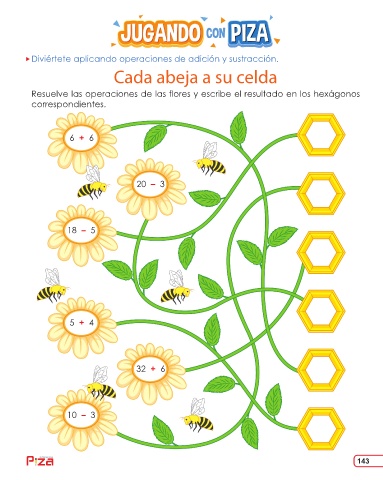 JUGANDO CON PIZA
Diviértete aplicando operaciones de adición y sustracción.
Cada abeja a su celda
Resuelve las operaciones de las flores y escribe el resultado en los hexágonos
correspondientes.
6 + 6
20 − 3
18 − 5
5 + 4
32 + 6
10 − 3
Piza
143